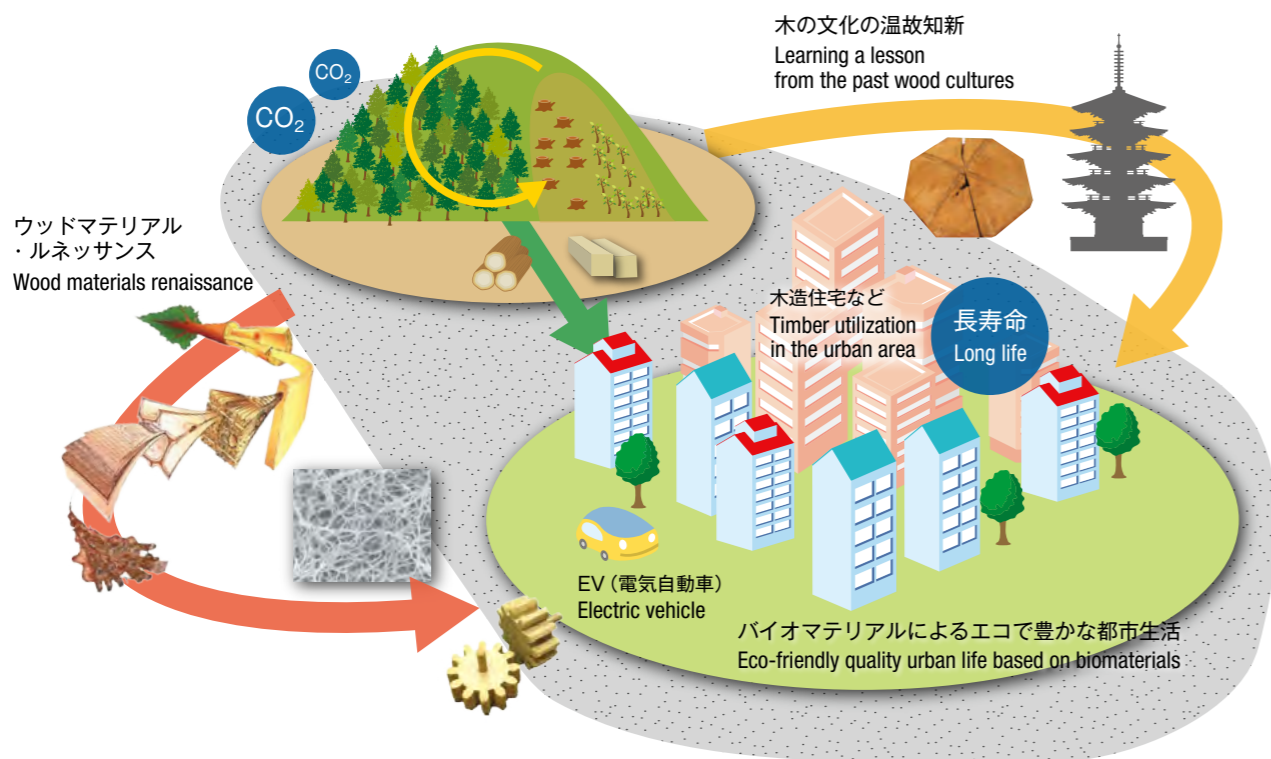 木の文化の温故知新
Learning a lesson
from the past wood cultures
CO₂
CO₂
ウッドマテリアル
・ルネッサンス
Wood materials renaissance
木造住宅など
Timber utilization
in the urban area
長寿命
Long life
EV（電気自動車）
Electric vehicle
バイオマテリアルによるエコで豊かな都市生活
Eco-friendly quality urban life based on biomaterials